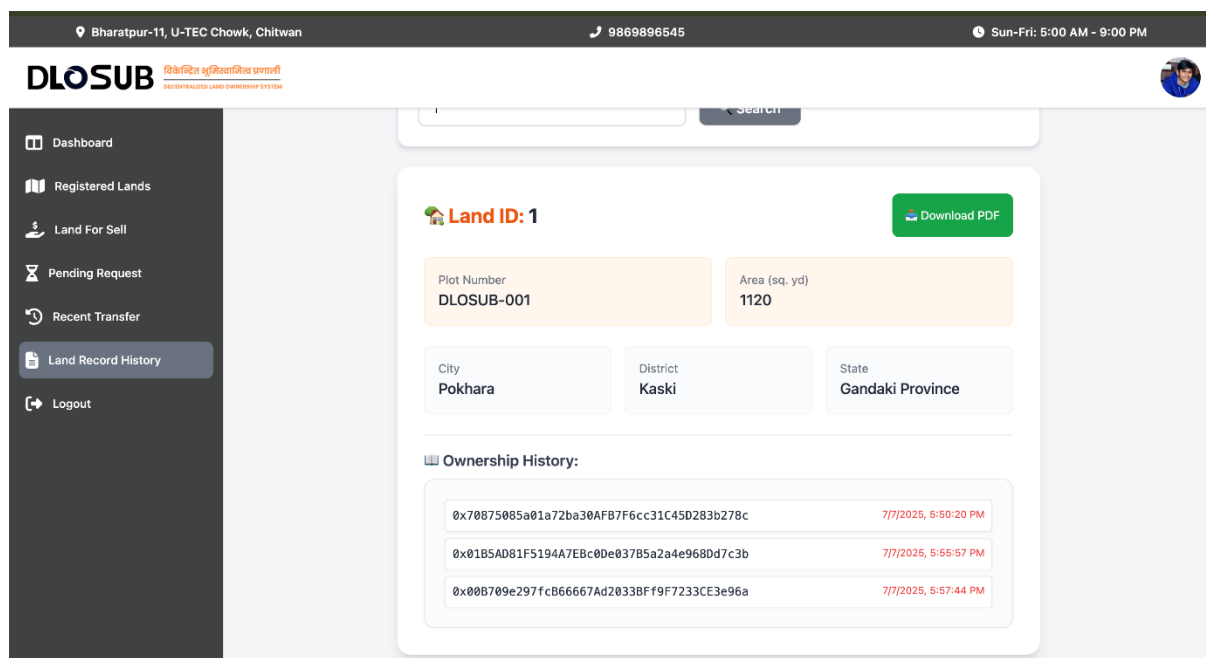 Bharatpur-11, U-TEC Chowk, Chitwan
9869896545
Sun-Fri: 5:00 AM - 9:00 PM
DLOSUB
विकेन्द्रित भूमिस्वामित्व प्रणाली
DECENTRALIZED LAND OWNERSHIP SYSTEM
Dashboard
Registered Lands
Land For Sell
Pending Request
Recent Transfer
Land Record History
Logout
Search
Land ID: 1
Download PDF
Plot Number
DLOSUB-001
Area (sq. yd)
1120
City
Pokhara
District
Kaski
State
Gandaki Province
Ownership History:
0x70875085a01a72ba30AFB7F6cc31C45D283b278c
7/7/2025, 5:50:20 PM
0x01B5AD81F5194A7EBc0De037B5a2a4e968Dd7c3b
7/7/2025, 5:55:57 PM
0x00B709e297fcB66667Ad2033BFf9F7233CE3e96a
7/7/2025, 5:57:44 PM